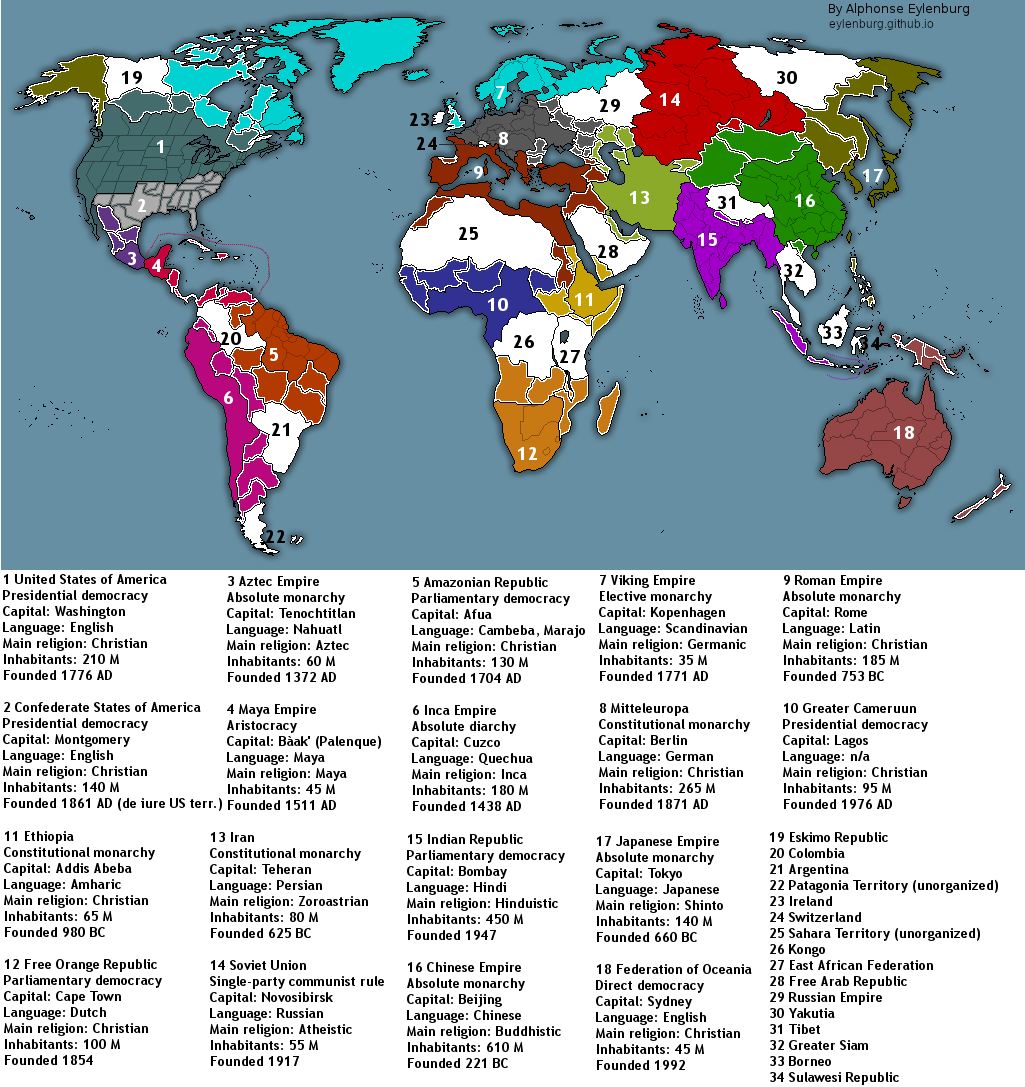 By Alphonse Eylenburg
eylenburg.github.io
19
30
7
29
14
23
24
1
8
17
9
13
2
31
16
25
15
3
4
28
32
10
11
20
26
33
34
27
5
6
18
21
12
22
1 United States of America
Presidential democracy
Capital: Washington
Language: English
Main religion: Christian
Inhabitants: 210 M
Founded 1776 AD
3 Aztec Empire
Absolute monarchy
Capital: Tenochtitlan
Language: Nahuatl
Main religion: Aztec
Inhabitants: 60 M
Founded 1372 AD
5 Amazonian Republic
Parliamentary democracy
Capital: Afua
Language: Cambeba, Marajo
Main religion: Christian
Inhabitants: 130 M
Founded 1704 AD
7 Viking Empire
Elective monarchy
Capital: Kopenhagen
Language: Scandinavian
Main religion: Germanic
Inhabitants: 35 M
Founded 1771 AD
9 Roman Empire
Absolute monarchy
Capital: Rome
Language: Latin
Main religion: Christian
Inhabitants: 185 M
Founded 753 BC
2 Confederate States of America
Presidential democracy
Capital: Montgomery
Language: English
Main religion: Christian
Inhabitants: 140 M
Founded 1861 AD (de iure US terr.)
4 Maya Empire
Aristocracy
Capital: Bàak' (Palenque)
Language: Maya
Main religion: Maya
Inhabitants: 45 M
Founded 1511 AD
6 Inca Empire
Absolute diarchy
Capital: Cuzco
Language: Quechua
Main religion: Inca
Inhabitants: 180 M
Founded 1438 AD
8 Mitteleuropa
Constitutional monarchy
Capital: Berlin
Language: German
Main religion: Christian
Inhabitants: 265 M
Founded 1871 AD
10 Greater Cameruun
Presidential democracy
Capital: Lagos
Language: n/a
Main religion: Christian
Inhabitants: 95 M
Founded 1976 AD
11 Ethiopia
Constitutional monarchy
Capital: Addis Abeba
Language: Amharic
Main religion: Christian
Inhabitants: 65 M
Founded 980 BC
13 Iran
Constitutional monarchy
Capital: Teheran
Language: Persian
Main religion: Zoroastrian
Inhabitants: 80 M
Founded 625 BC
15 Indian Republic
Parliamentary democracy
Capital: Bombay
Language: Hindi
Main religion: Hinduistic
Inhabitants: 450 M
Founded 1947
17 Japanese Empire
Absolute monarchy
Capital: Tokyo
Language: Japanese
Main religion: Shinto
Inhabitants: 140 M
Founded 660 BC
12 Free Orange Republic
Parliamentary democracy
Capital: Cape Town
Language: Dutch
Main religion: Christian
Inhabitants: 100 M
Founded 1854
14 Soviet Union
Single-party communist rule
Capital: Novosibirsk
Language: Russian
Main religion: Atheistic
Inhabitants: 55 M
Founded 1917
16 Chinese Empire
Absolute monarchy
Capital: Beijing
Language: Chinese
Main religion: Buddhistic
Inhabitants: 610 M
Founded 221 BC
18 Federation of Oceania
Direct democracy
Capital: Sydney
Language: English
Main religion: Christian
Inhabitants: 45 M
Founded 1992
19 Eskimo Republic
20 Colombia
21 Argentina
22 Patagonia Territory (unorganized)
23 Ireland
24 Switzerland
25 Sahara Territory (unorganized)
26 Kongo
27 East African Federation
28 Free Arab Republic
29 Russian Empire
30 Yakutia
31 Tibet
32 Greater Siam
33 Borneo
34 Sulawesi Republic